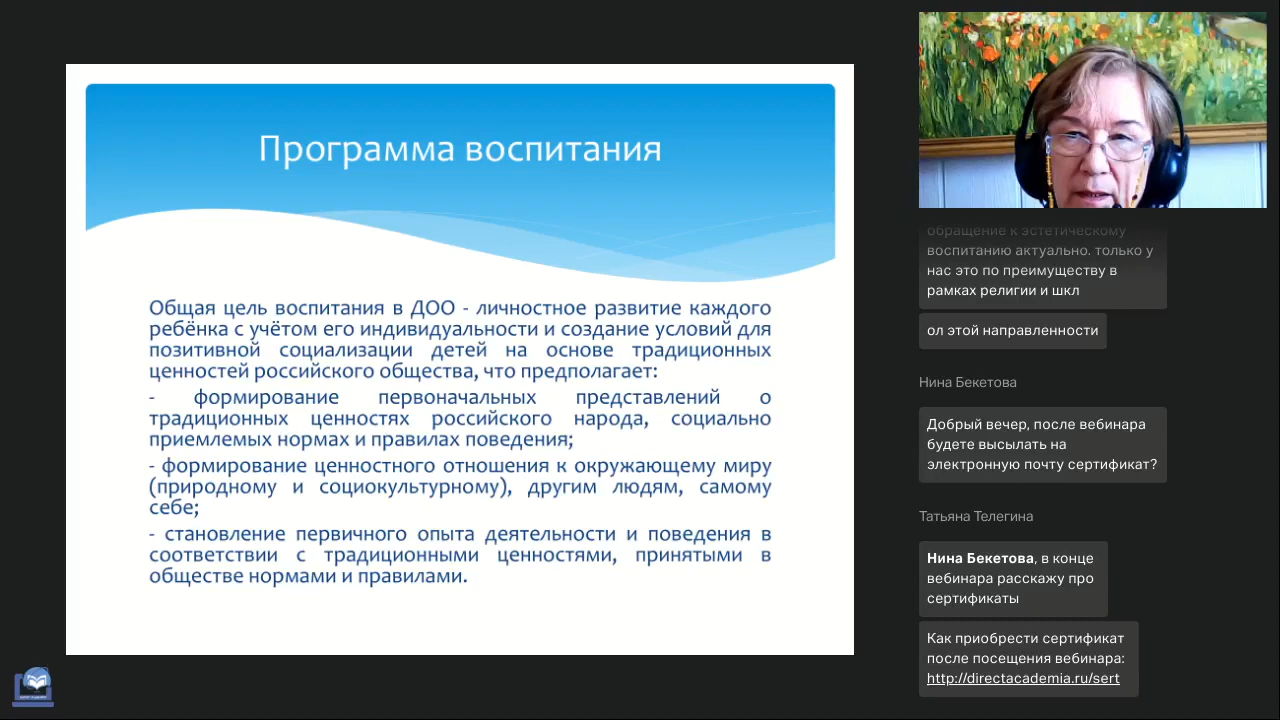 Программа воспитания
Общая цель воспитания в ДОО - личностное развитие каждого
ребёнка с учётом его индивидуальности и создание условий для
позитивной социализации детей на основе традиционных
ценностей российского общества, что предполагает:
- формирование первоначальных представлений о
традиционных ценностях российского народа, социально
приемлемых нормах и правилах поведения;
- формирование ценностного отношения к окружающему миру
(природному и социокультурному), другим людям, самому
себе;
- становление первичного опыта деятельности и поведения в
соответствии с традиционными ценностями, принятыми в
обществе нормами и правилами.
обращение к эстетическому
воспитанию актуально. только у
нас это по преимуществу в
рамках религии и шкл
ол этой направленности
Нина Бекетова
Добрый вечер, после вебинара
будете высылать на
электронную почту сертификат?
Татьяна Телегина
Нина Бекетова, в конце
вебинара расскажу про
сертификаты
Как приобрести сертификат
после посещения вебинара:
http://directacademia.ru/sert